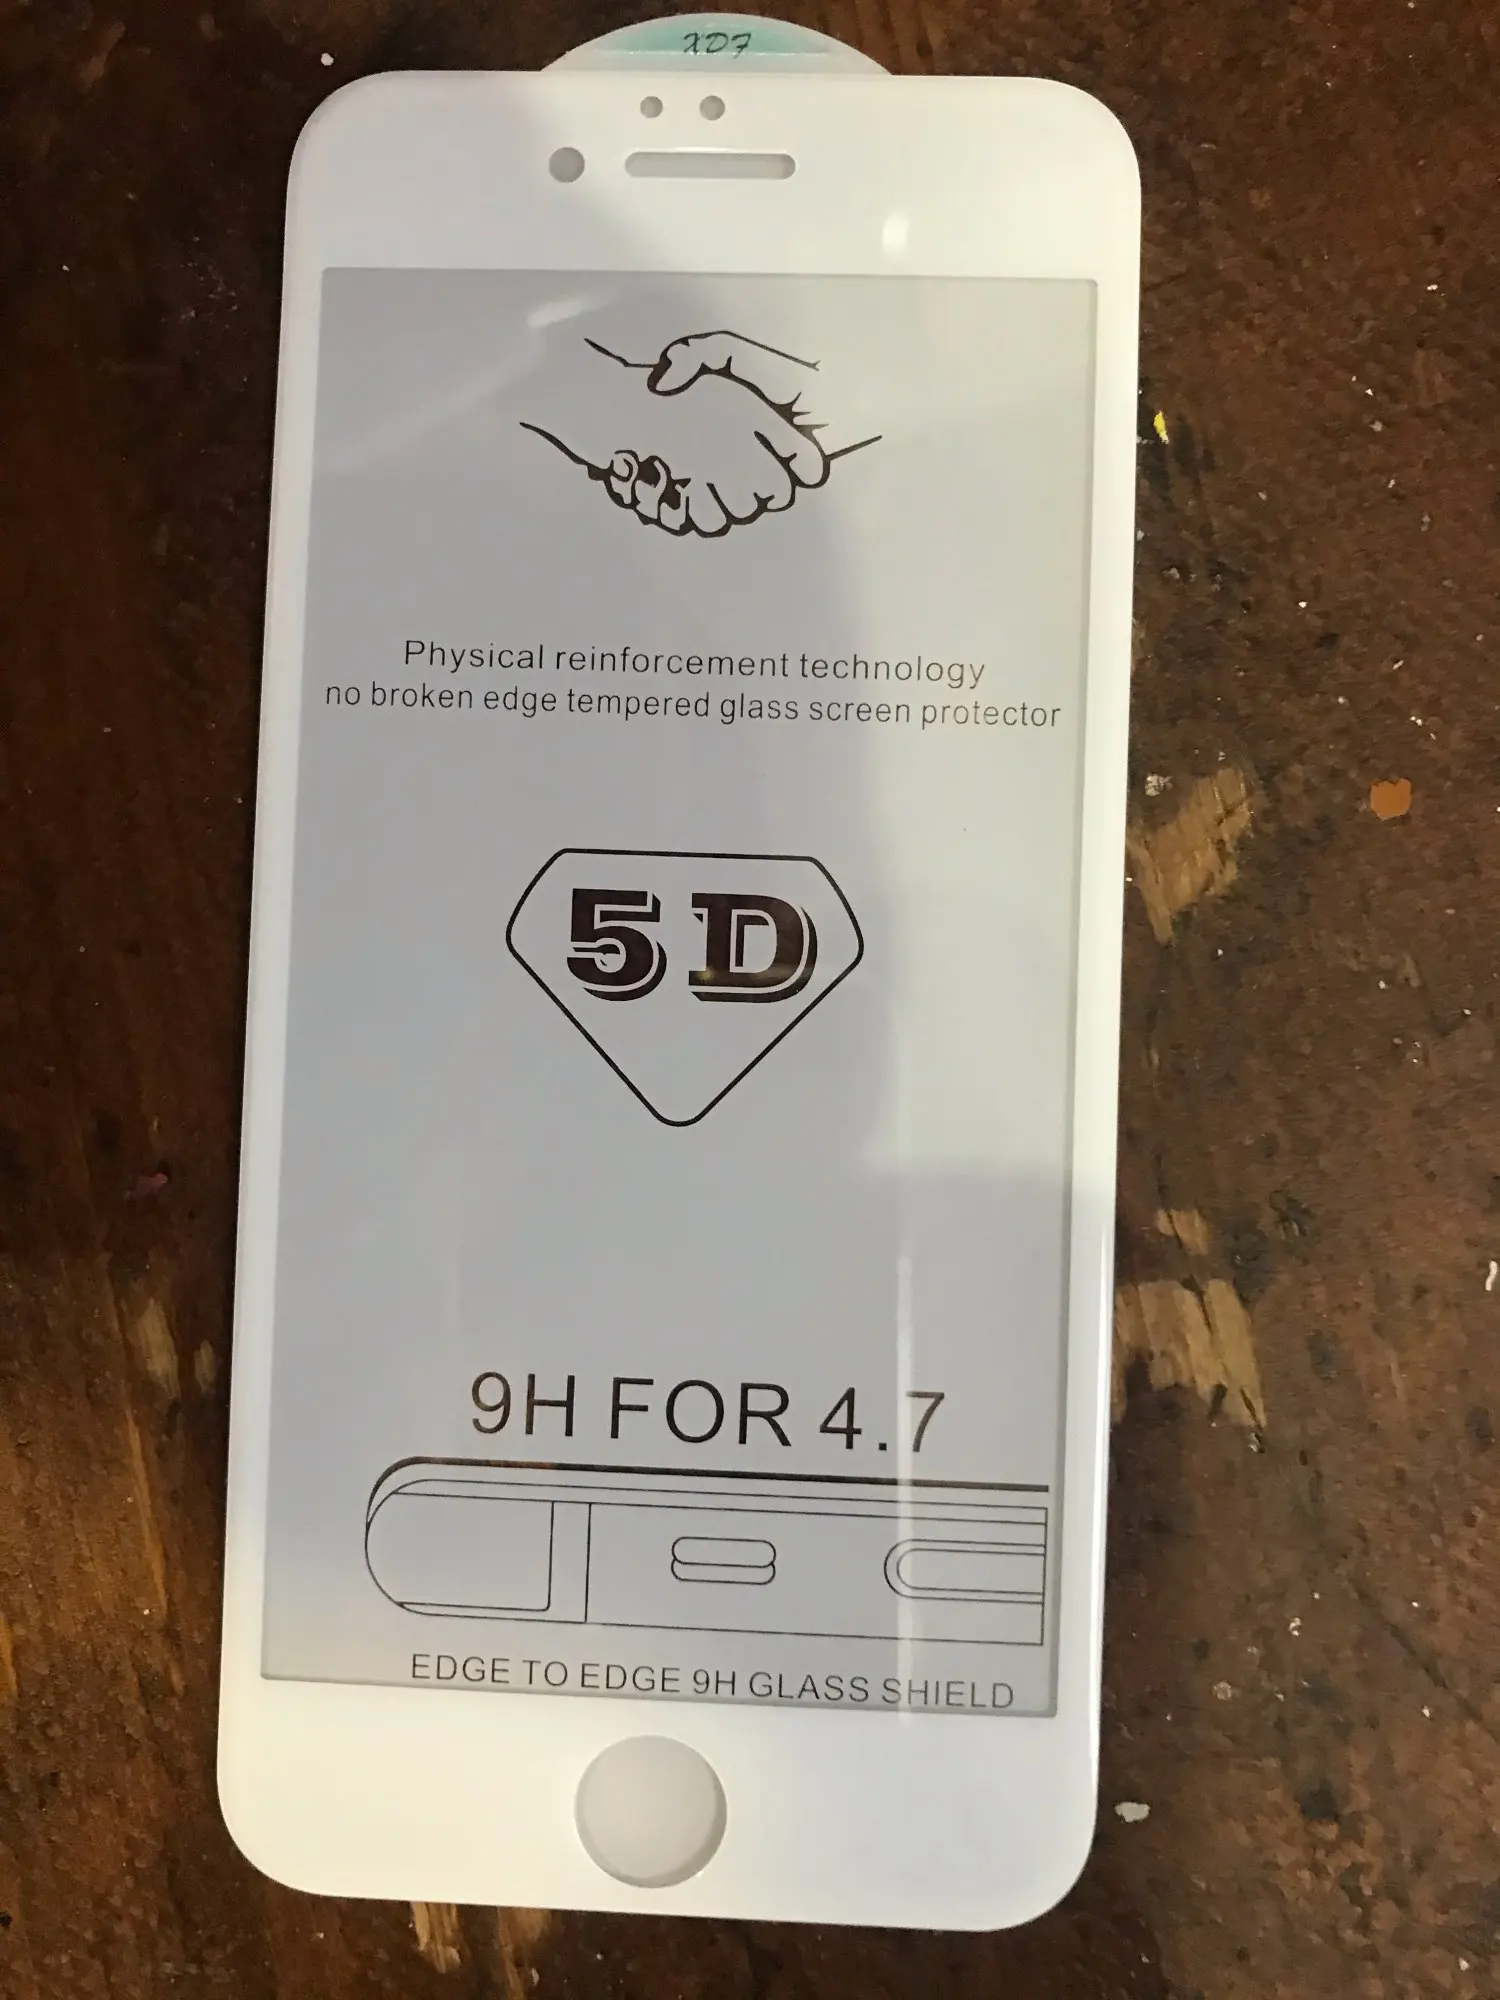 XDF
Physical reinforcement technology
no broken edge tempered glass screen protector
5D
9H FOR 4.7
EDGE TO EDGE 9H GLASS SHIELD